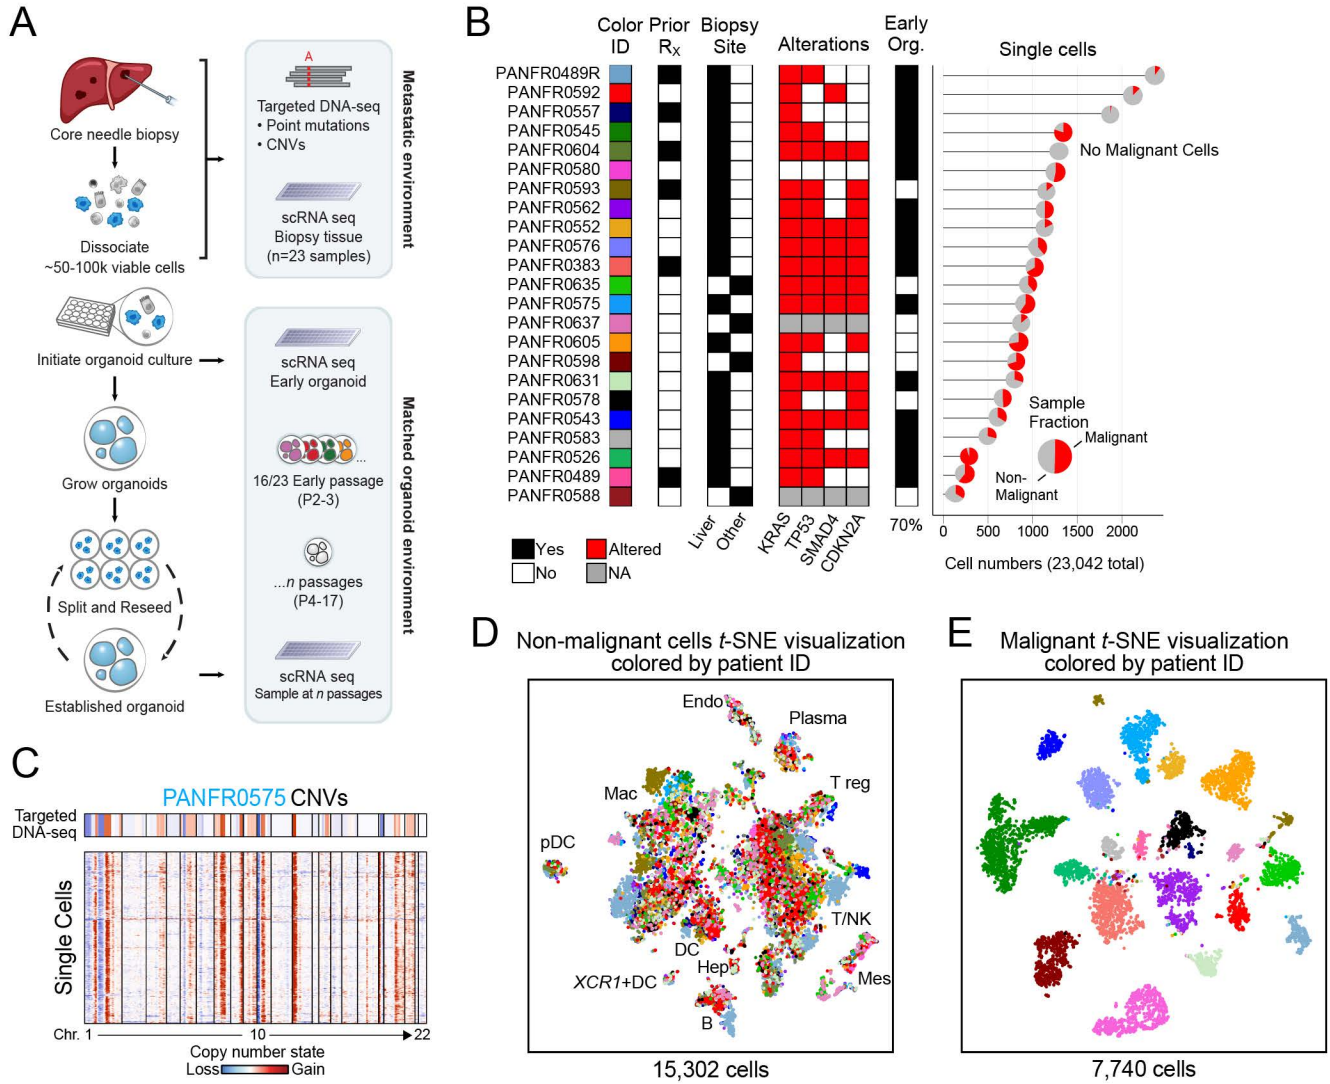 A
Core needle biopsy
Dissociate
~50-100k viable cells
Initiate organoid culture
Grow organoids
Split and Reseed
Established organoid
A
Targeted DNA-seq
• Point mutations
• CNVs
scRNA seq
Biopsy tissue
(n=23 samples)
Metastatic environment
scRNA seq
Early organoid
...
16/23 Early passage
(P2-3)
...n passages
(P4-17)
scRNA seq
Sample at n passages
Matched organoid environment
B
Color ID
Prior RX
Biopsy Site
Alterations
Early Org.
Single cells
PANFR0489R
PANFR0592
PANFR0557
PANFR0545
PANFR0604
PANFR0580
PANFR0593
PANFR0562
PANFR0552
PANFR0576
PANFR0383
PANFR0635
PANFR0575
PANFR0637
PANFR0605
PANFR0598
PANFR0631
PANFR0578
PANFR0543
PANFR0583
PANFR0526
PANFR0489
PANFR0588
Liver
Other
KRAS
TP53
SMAD4
CDKN2A
70%
Yes
No
Altered
NA
No Malignant Cells
Sample
Fraction
Malignant
Non-
Malignant
0 500 1000 1500 2000
Cell numbers (23,042 total)
C
PANFR0575 CNVs
Targeted
DNA-seq
Single Cells
Chr. 1 10 22
Copy number state
Loss Gain
D
Non-malignant cells t-SNE visualization
colored by patient ID
Endo
Plasma
Mac
T reg
pDC
T/NK
DC
Hep
XCR1+DC
Mes
B
15,302 cells
E
Malignant t-SNE visualization
colored by patient ID
7,740 cells